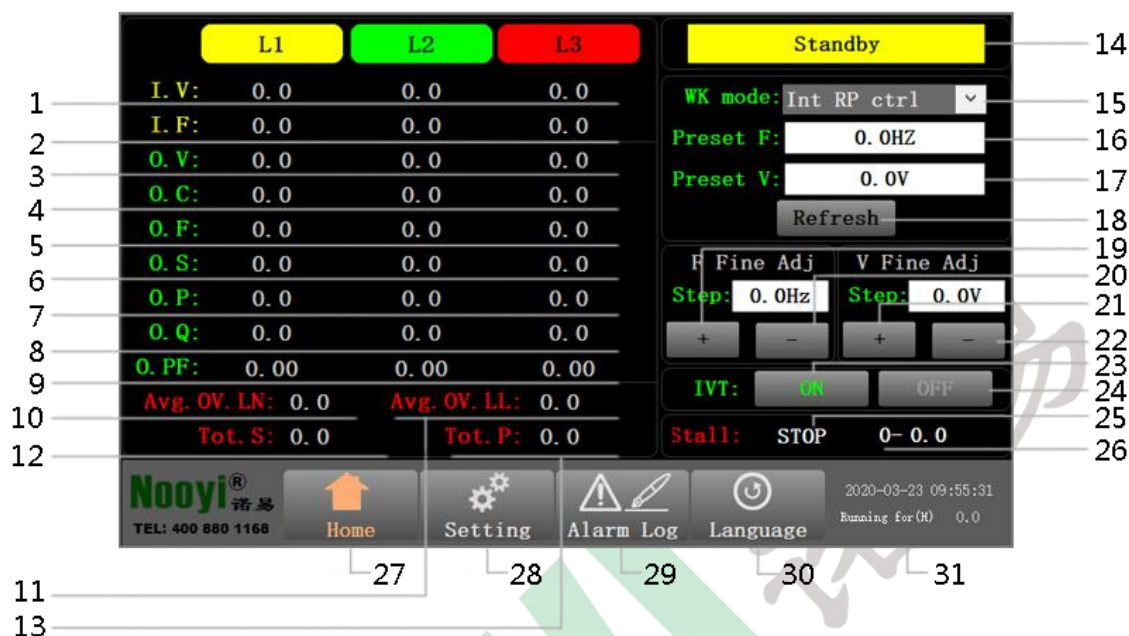 L1 L2 L3
I.V: 0.0 0.0 0.0
I.F: 0.0 0.0 0.0
O.V: 0.0 0.0 0.0
O.C: 0.0 0.0 0.0
O.F: 0.0 0.0 0.0
O.S: 0.0 0.0 0.0
O.P: 0.0 0.0 0.0
O.Q: 0.0 0.0 0.0
O.PF: 0.00 0.00 0.00
Avg.OV.LN: 0.0 Avg.OV.LL: 0.0
Tot.S: 0.0 Tot.P: 0.0
1
2
3
4
5
6
7
8
9
10
12
11
13
Standby
WK mode: Int RP ctrl
Preset F: 0.0HZ
Preset V: 0.0V
Refresh
F Fine Adj V Fine Adj
Step: 0.0Hz Step: 0.0V
+ - + -
IVT: ON OFF
Stall: STOP 0- 0.0
14
15
16
17
18
19
20
21
22
23
24
25
26
Nooyi® 诺易
TEL: 400 880 1168
Home Setting Alarm Log Language
2020-03-23 09:55:31
Running for(H) 0.0
27 28 29 30 31
易